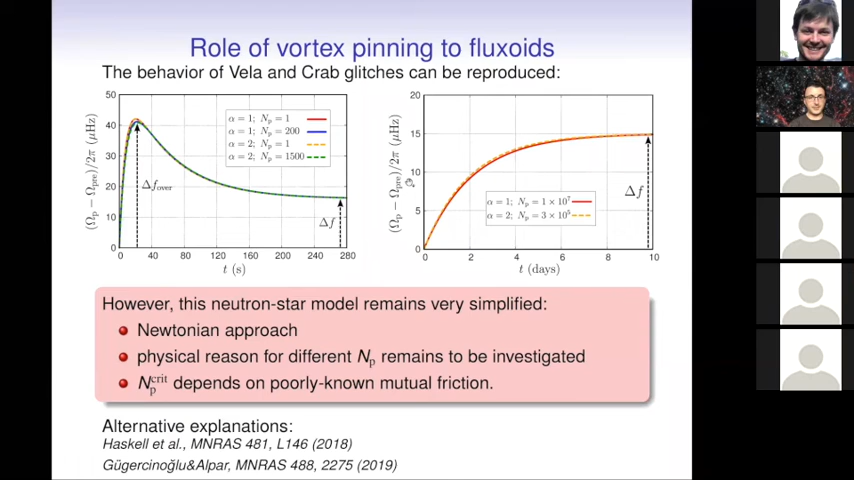 Role of vortex pinning to fluxoids
The behavior of Vela and Crab glitches can be reproduced:
(Ωp − Ωpre)/2π (μHz)
50
40
30
20
10
0
α = 1; Np = 1
α = 1; Np = 200
α = 2; Np = 1
α = 2; Np = 1500
Δfover
Δf
0 40 80 120 160 200 240 280
t (s)
(Ωp − Ωpre)/2π (μHz)
20
15
10
5
0
α = 1; Np = 1 × 10⁷
α = 2; Np = 3 × 10⁵
Δf
0 2 4 6 8 10
t (days)
However, this neutron-star model remains very simplified:
Newtonian approach
physical reason for different Np remains to be investigated
Npcrit depends on poorly-known mutual friction.
Alternative explanations:
Haskell et al., MNRAS 481, L146 (2018)
Gügercinoğlu&Alpar, MNRAS 488, 2275 (2019)